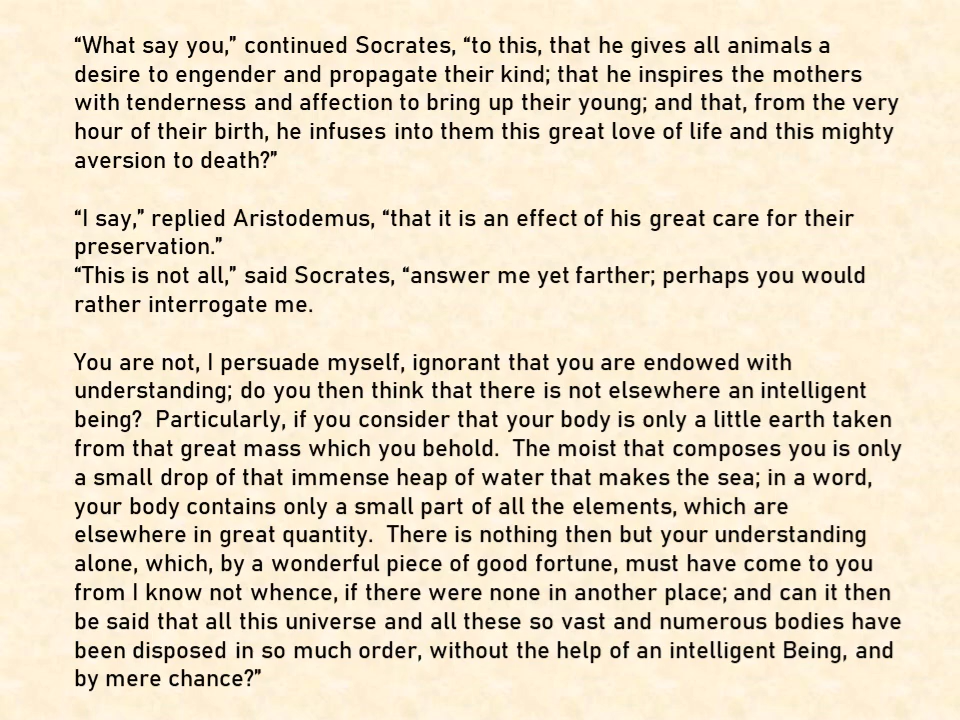 “What say you,” continued Socrates, “to this, that he gives all animals a
desire to engender and propagate their kind; that he inspires the mothers
with tenderness and affection to bring up their young; and that, from the very
hour of their birth, he infuses into them this great love of life and this mighty
aversion to death?”
“I say,” replied Aristodemus, “that it is an effect of his great care for their
preservation.”
“This is not all,” said Socrates, “answer me yet farther; perhaps you would
rather interrogate me.
You are not, I persuade myself, ignorant that you are endowed with
understanding; do you then think that there is not elsewhere an intelligent
being?  Particularly, if you consider that your body is only a little earth taken
from that great mass which you behold.  The moist that composes you is only
a small drop of that immense heap of water that makes the sea; in a word,
your body contains only a small part of all the elements, which are
elsewhere in great quantity.  There is nothing then but your understanding
alone, which, by a wonderful piece of good fortune, must have come to you
from I know not whence, if there were none in another place; and can it then
be said that all this universe and all these so vast and numerous bodies have
been disposed in so much order, without the help of an intelligent Being, and
by mere chance?”